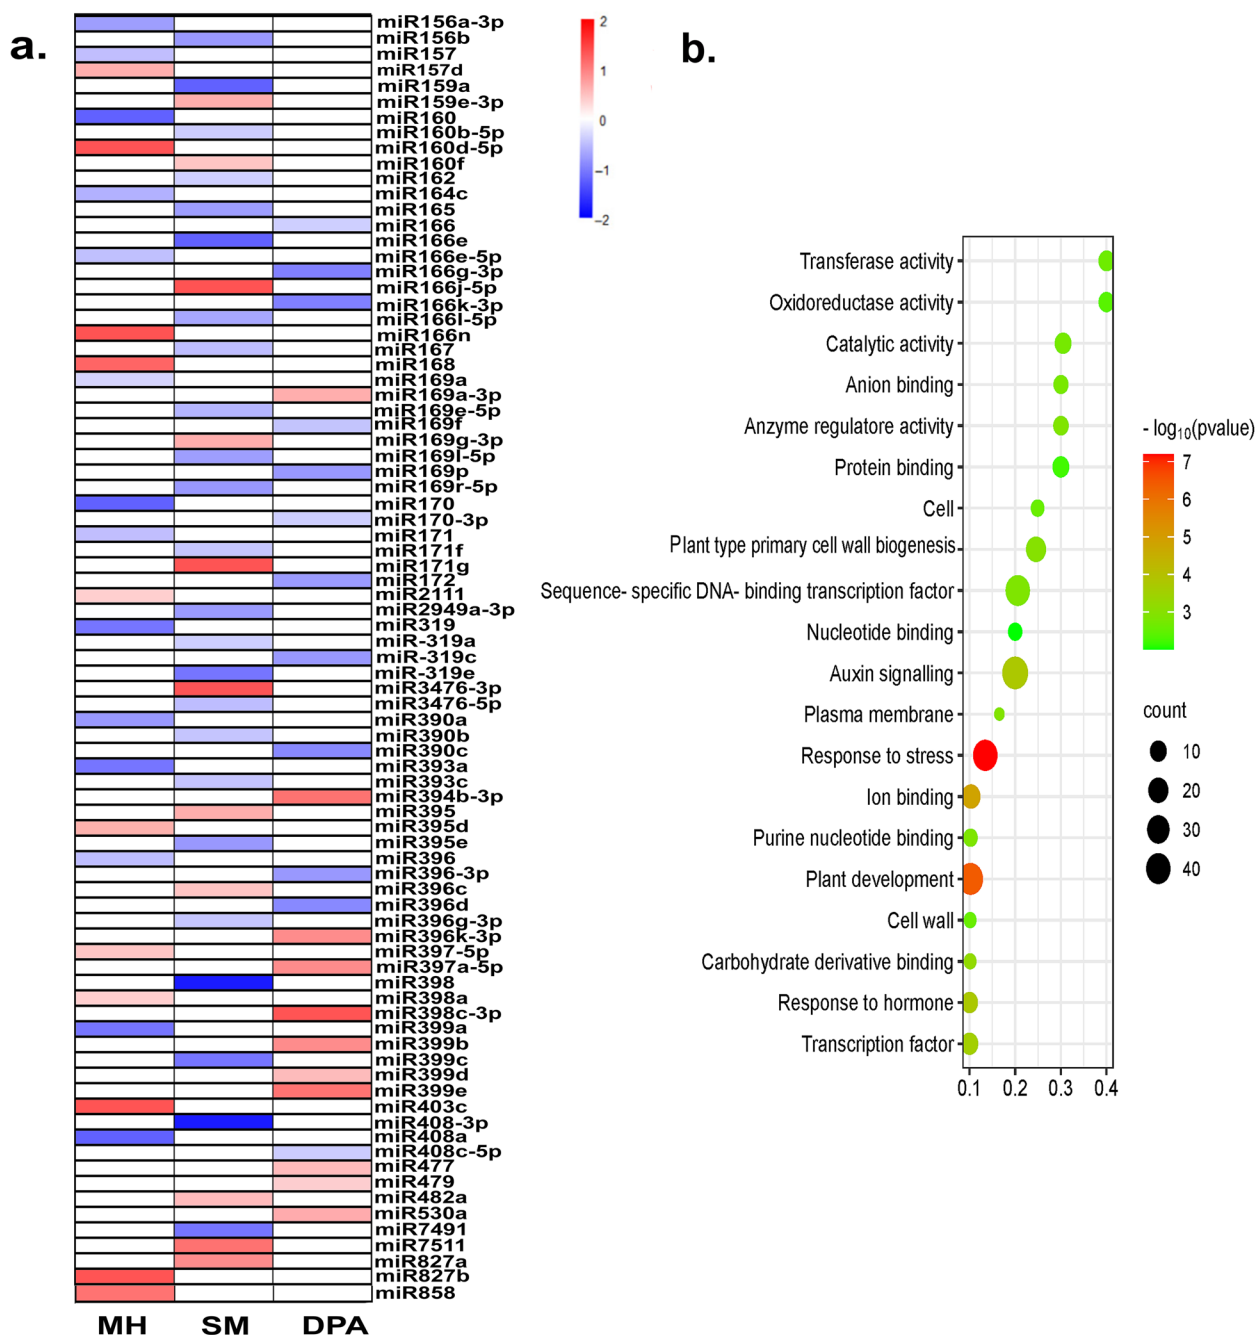 a.
miR156a-3p
miR156b
miR157
miR157d
miR159a
miR159e-3p
miR160
miR160b-5p
miR160d-5p
miR160f
miR162
miR164c
miR165
miR166
miR166e
miR166e-5p
miR166g-3p
miR166j-5p
miR166k-3p
miR166l-5p
miR166n
miR167
miR168
miR169a
miR169a-3p
miR169e-5p
miR169f
miR169g-3p
miR169l-5p
miR169p
miR169r-5p
miR170
miR170-3p
miR171
miR171f
miR171g
miR172
miR2111
miR2949a-3p
miR319
miR-319a
miR-319c
miR-319e
miR3476-3p
miR3476-5p
miR390a
miR390b
miR390c
miR393a
miR393c
miR394b-3p
miR395
miR395d
miR395e
miR396
miR396-3p
miR396c
miR396d
miR396g-3p
miR396k-3p
miR397-5p
miR397a-5p
miR398
miR398a
miR398c-3p
miR399a
miR399b
miR399c
miR399d
miR399e
miR403c
miR408-3p
miR408a
miR408c-5p
miR477
miR479
miR482a
miR530a
miR7491
miR7511
miR827a
miR827b
miR858
MH SM DPA
2
1
0
−1
−2
b.
Transferase activity
Oxidoreductase activity
Catalytic activity
Anion binding
Anzyme regulatore activity
Protein binding
Cell
Plant type primary cell wall biogenesis
Sequence- specific DNA- binding transcription factor
Nucleotide binding
Auxin signalling
Plasma membrane
Response to stress
Ion binding
Purine nucleotide binding
Plant development
Cell wall
Carbohydrate derivative binding
Response to hormone
Transcription factor
0.1 0.2 0.3 0.4
- log10(pvalue)
7
6
5
4
3
count
10
20
30
40